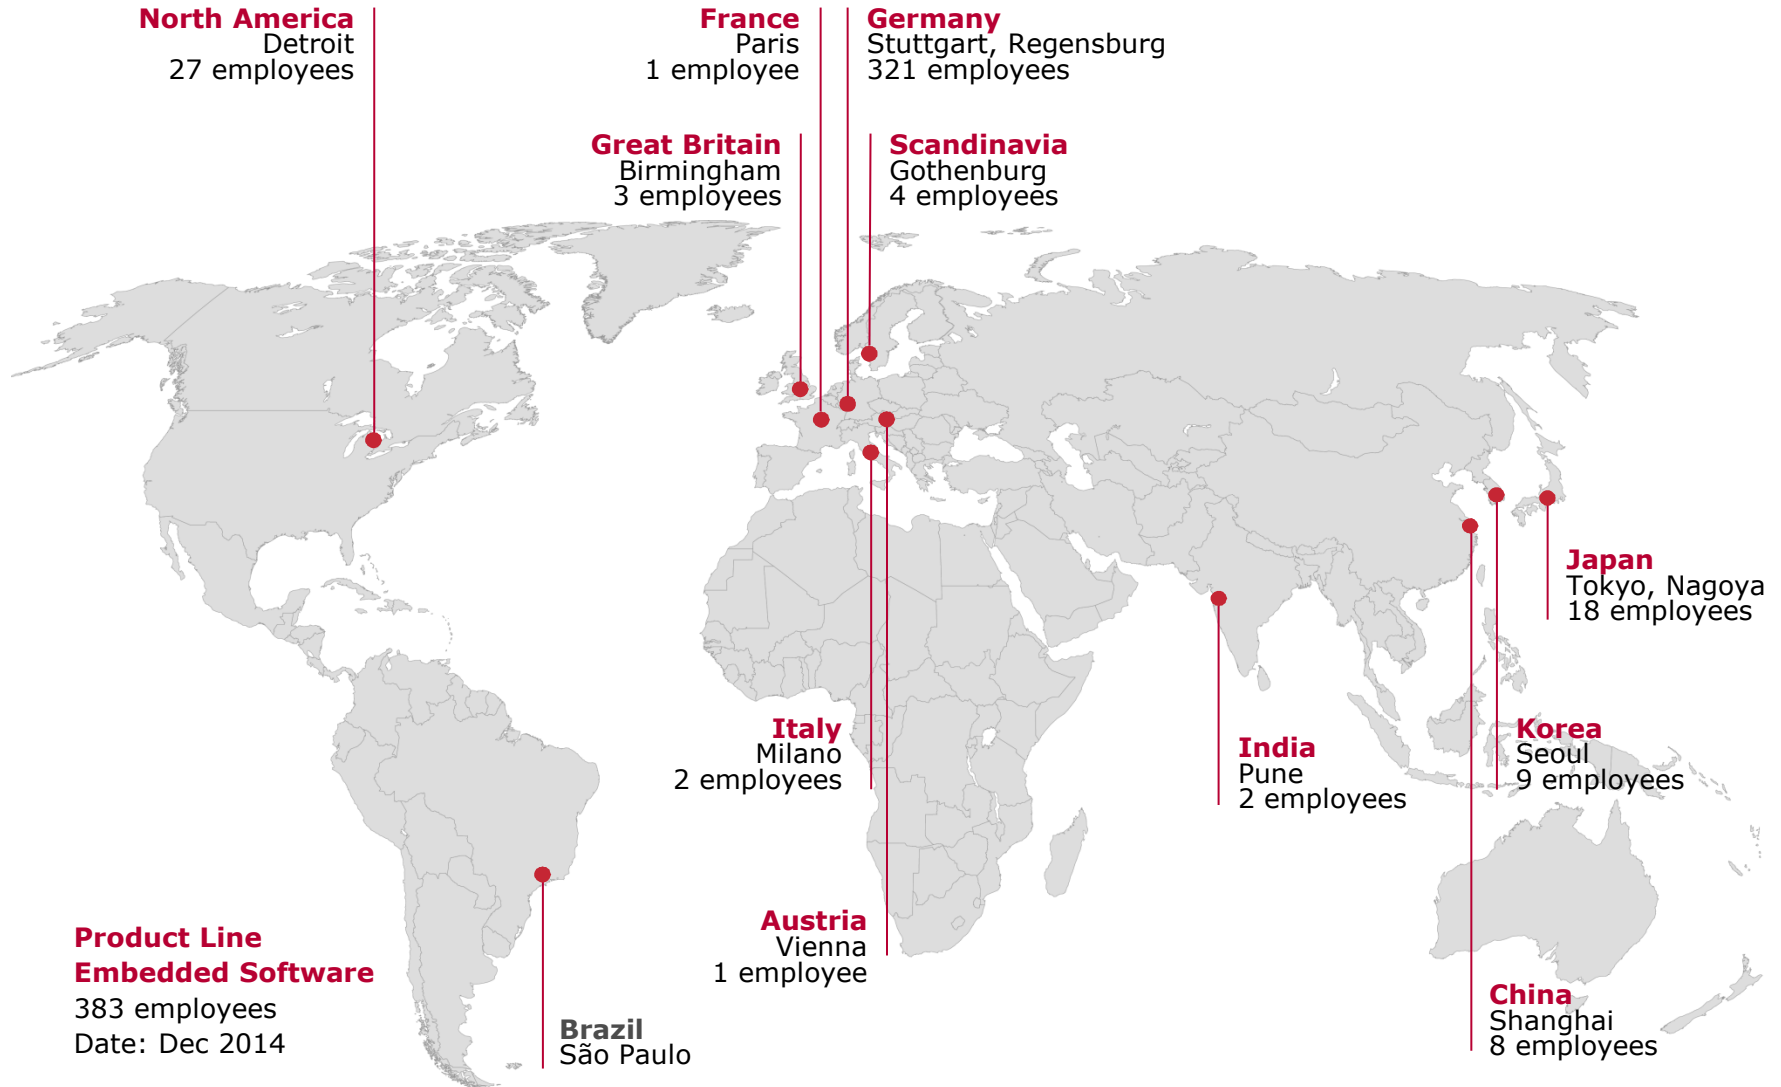 North America
Detroit
27 employees
France
Paris
1 employee
Germany
Stuttgart, Regensburg
321 employees
Great Britain
Birmingham
3 employees
Scandinavia
Gothenburg
4 employees
Japan
Tokyo, Nagoya
18 employees
Italy
Milano
2 employees
India
Pune
2 employees
Korea
Seoul
9 employees
Austria
Vienna
1 employee
Product Line
Embedded Software
383 employees
Date: Dec 2014
Brazil
São Paulo
China
Shanghai
8 employees